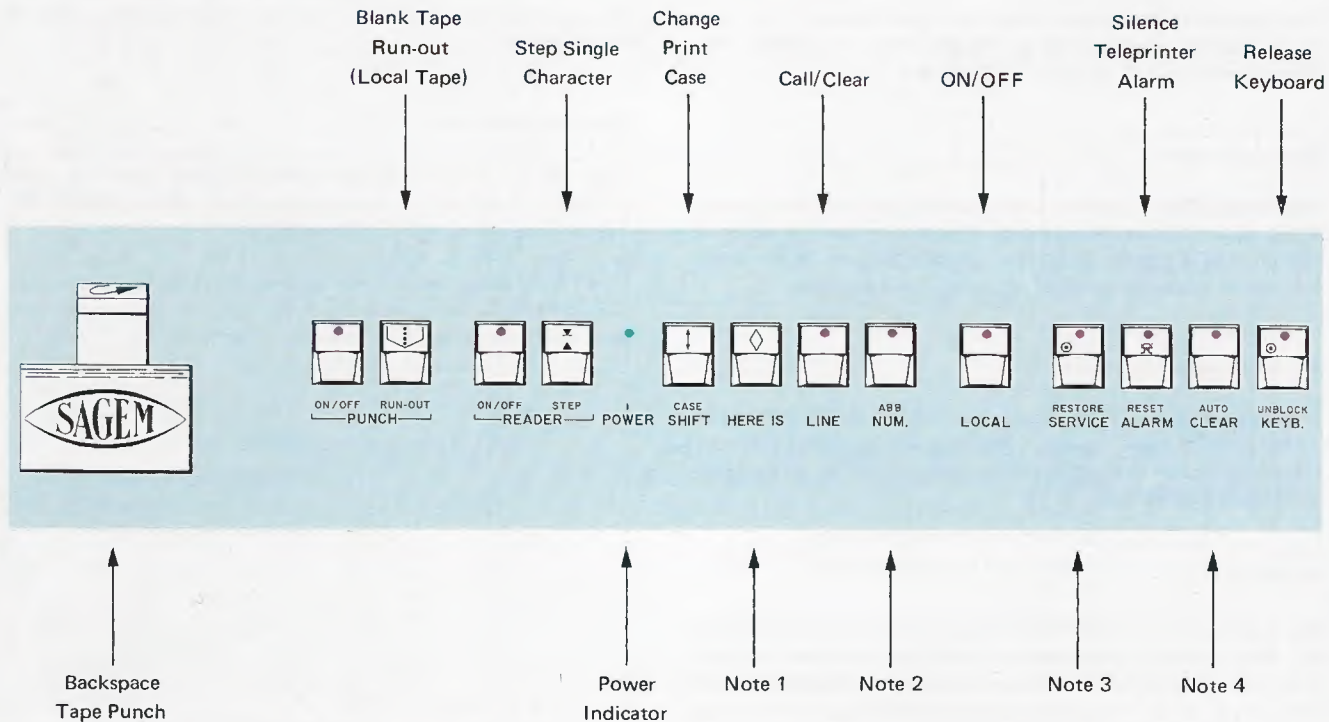 Blank Tape
Run-out
(Local Tape)
Step Single
Character
Change
Print
Case
Call/Clear
ON/OFF
Silence
Teleprinter
Alarm
Release
Keyboard
SAGEM
ON/OFF RUN-OUT
PUNCH
ON/OFF STEP
READER
POWER
CASE
SHIFT
HERE IS
LINE
ABB
NUM.
LOCAL
RESTORE
SERVICE
RESET
ALARM
AUTO
CLEAR
UNBLOCK
KEYB.
Backspace
Tape Punch
Power
Indicator
Note 1
Note 2
Note 3
Note 4